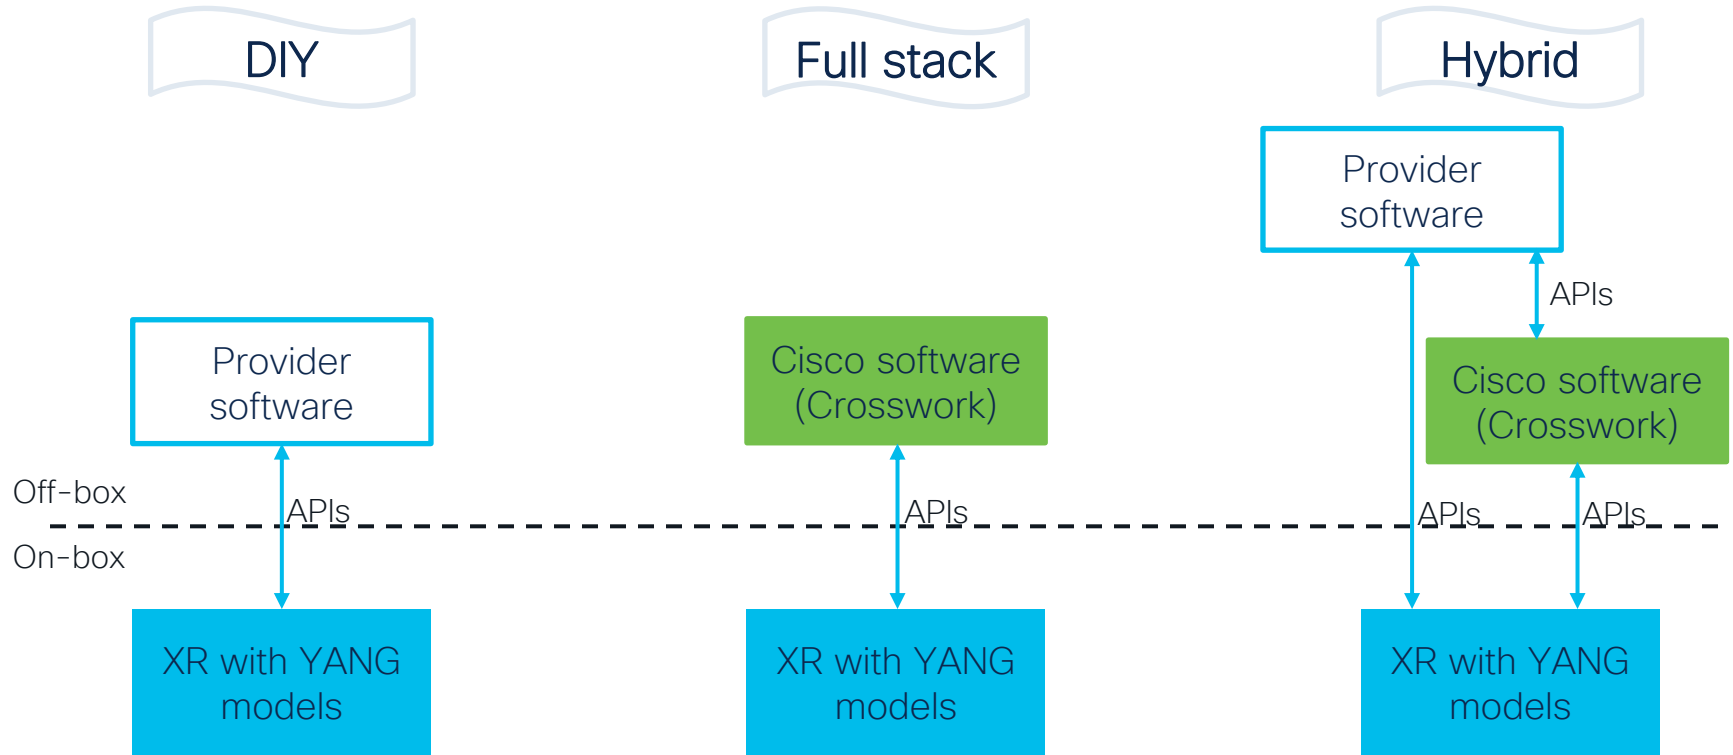 DIY
Full stack
Hybrid
Provider
software
APIs
Provider
software
Cisco software
(Crosswork)
Cisco software
(Crosswork)
Off-box
APIs
APIs
APIs
APIs
On-box
XR with YANG
models
XR with YANG
models
XR with YANG
models